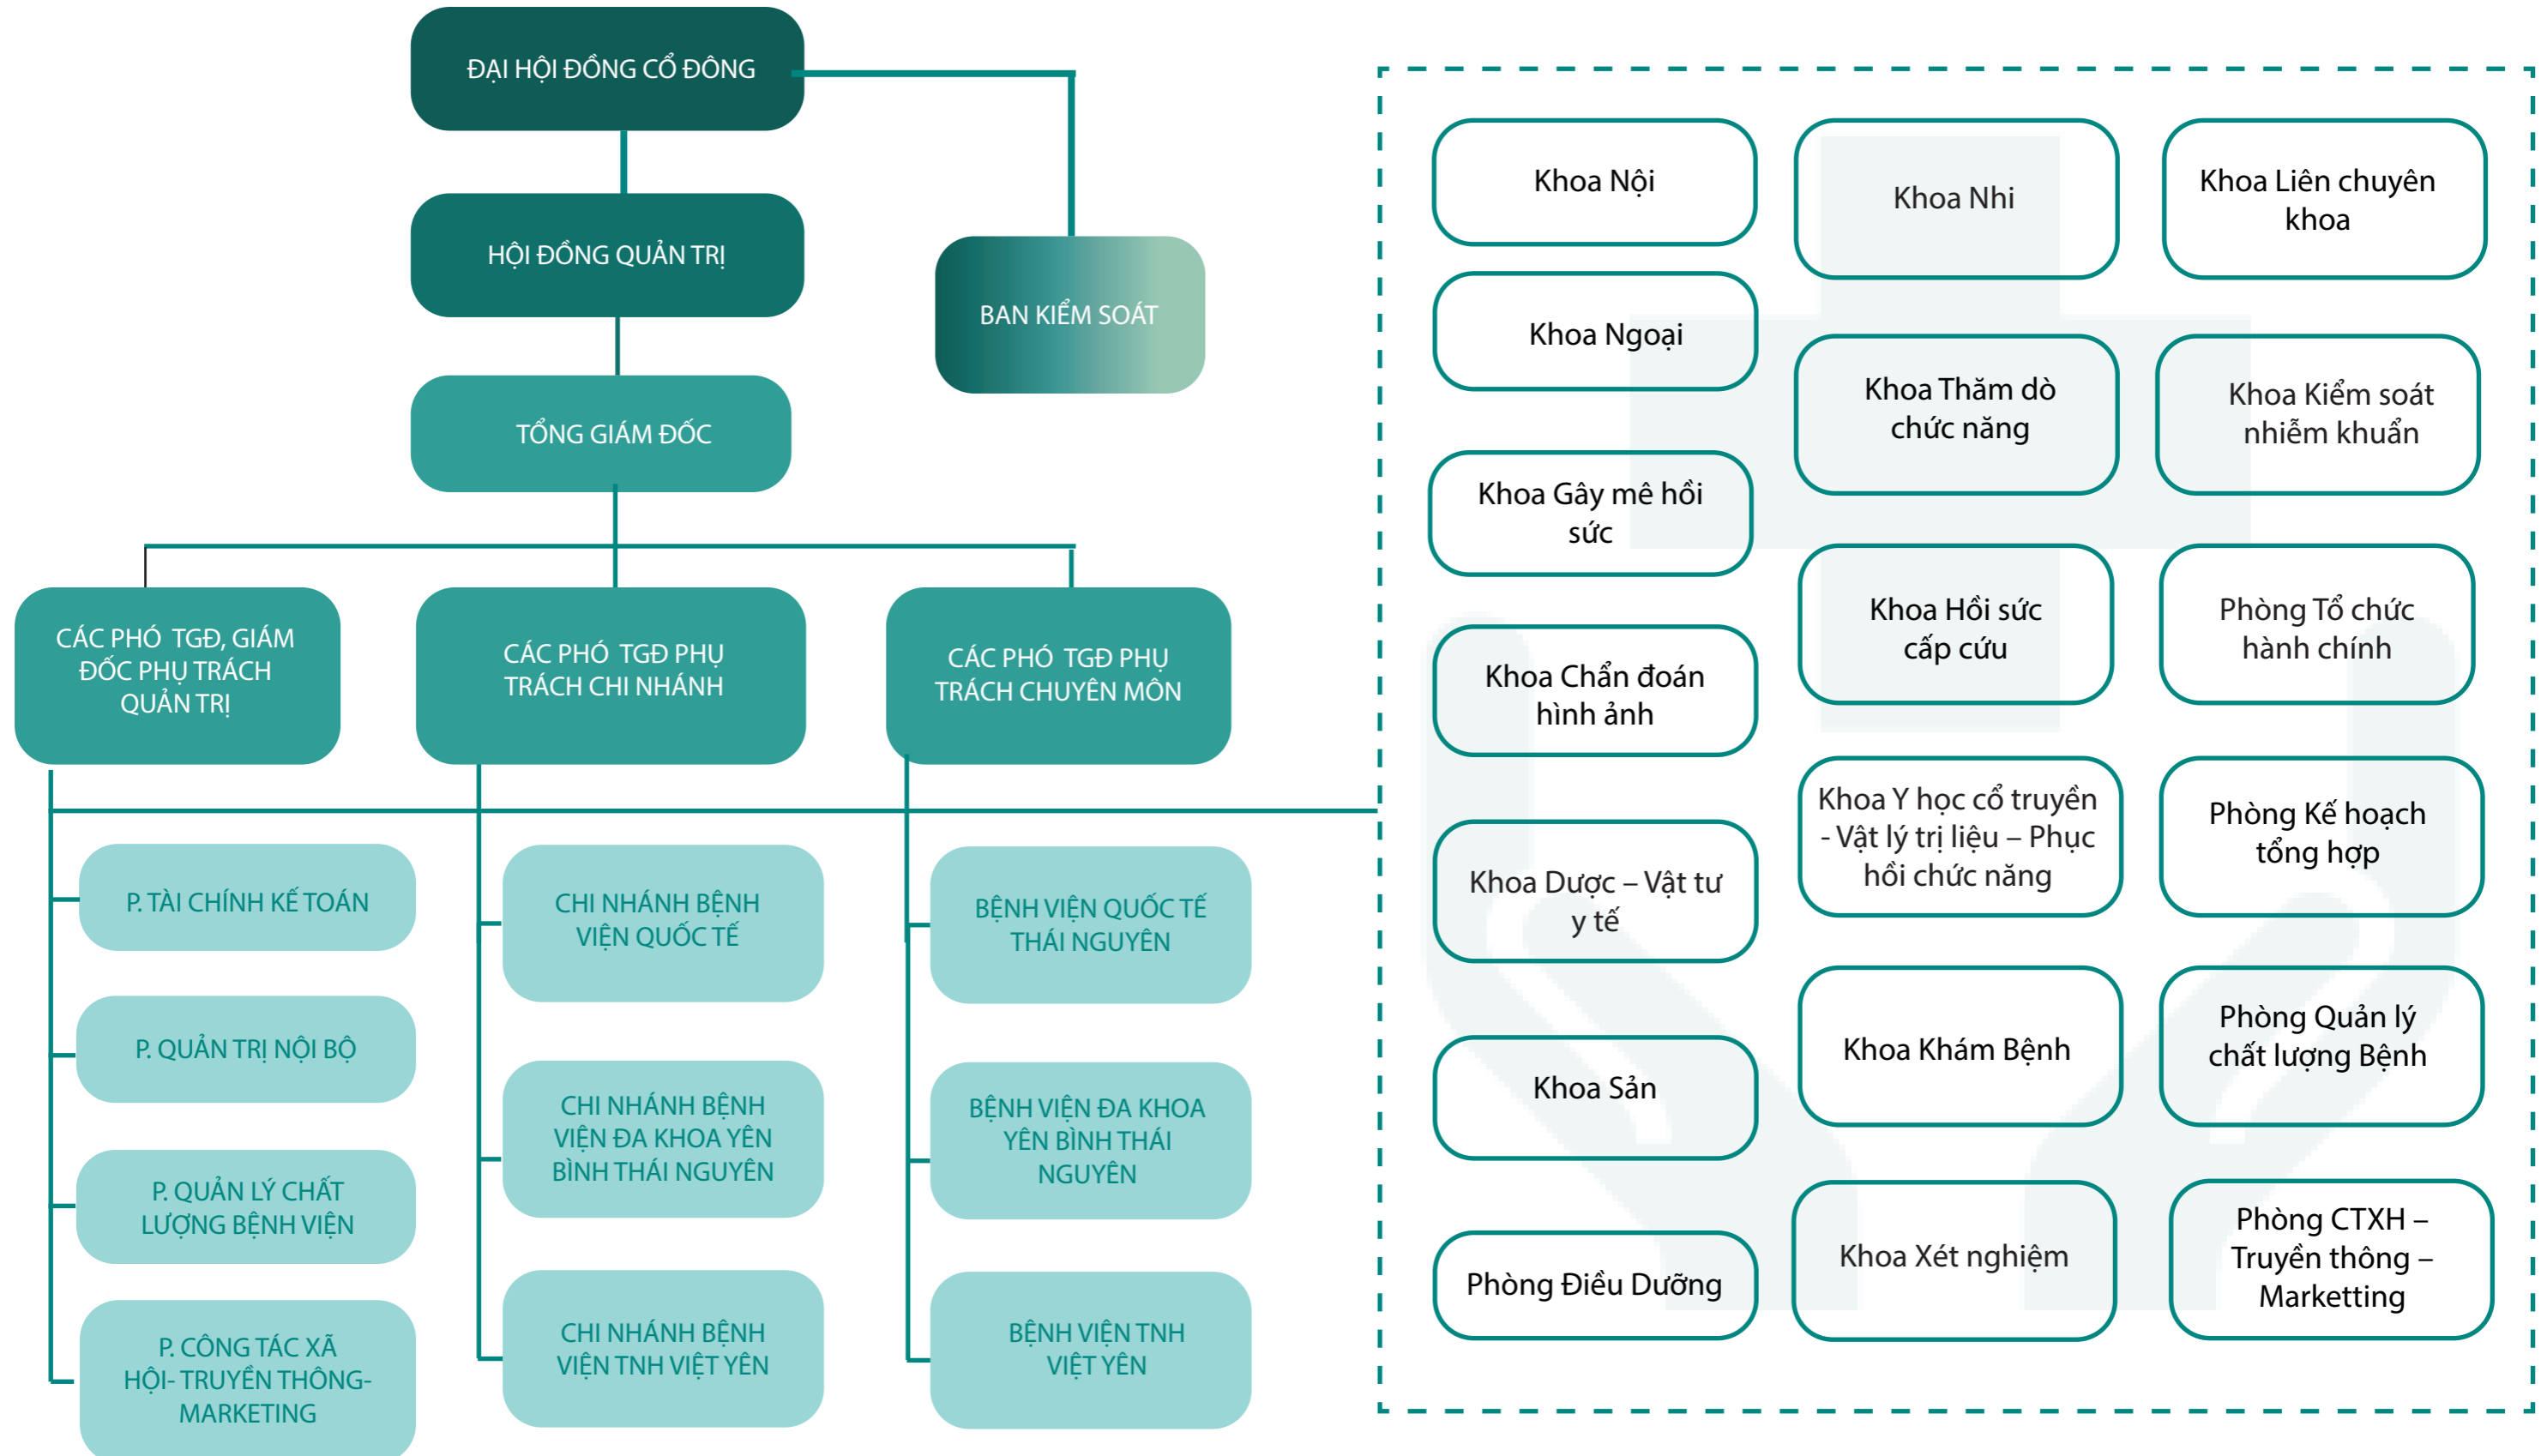 ĐẠI HỘI ĐỒNG CỔ ĐÔNG
HỘI ĐỒNG QUẢN TRỊ
BAN KIỂM SOÁT
TỔNG GIÁM ĐỐC
CÁC PHÓ TGĐ, GIÁM
ĐỐC PHỤ TRÁCH
QUẢN TRỊ
CÁC PHÓ TGĐ PHỤ
TRÁCH CHI NHÁNH
CÁC PHÓ TGĐ PHỤ
TRÁCH CHUYÊN MÔN
P. TÀI CHÍNH KẾ TOÁN
P. QUẢN TRỊ NỘI BỘ
P. QUẢN LÝ CHẤT
LƯỢNG BỆNH VIỆN
P. CÔNG TÁC XÃ
HỘI- TRUYỀN THÔNG-
MARKETING
CHI NHÁNH BỆNH
VIỆN QUỐC TẾ
CHI NHÁNH BỆNH
VIỆN ĐA KHOA YÊN
BÌNH THÁI NGUYÊN
CHI NHÁNH BỆNH
VIỆN TNH VIỆT YÊN
BỆNH VIỆN QUỐC TẾ
THÁI NGUYÊN
BỆNH VIỆN ĐA KHOA
YÊN BÌNH THÁI
NGUYÊN
BỆNH VIỆN TNH
VIỆT YÊN
Khoa Nội
Khoa Ngoại
Khoa Gây mê hồi
sức
Khoa Chẩn đoán
hình ảnh
Khoa Dược – Vật tư
y tế
Khoa Sản
Phòng Điều Dưỡng
Khoa Nhi
Khoa Thăm dò
chức năng
Khoa Hồi sức
cấp cứu
Khoa Y học cổ truyền
- Vật lý trị liệu – Phục
hồi chức năng
Khoa Khám Bệnh
Khoa Xét nghiệm
Khoa Liên chuyên
khoa
Khoa Kiểm soát
nhiễm khuẩn
Phòng Tổ chức
hành chính
Phòng Kế hoạch
tổng hợp
Phòng Quản lý
chất lượng Bệnh
Phòng CTXH –
Truyền thông –
Marketting